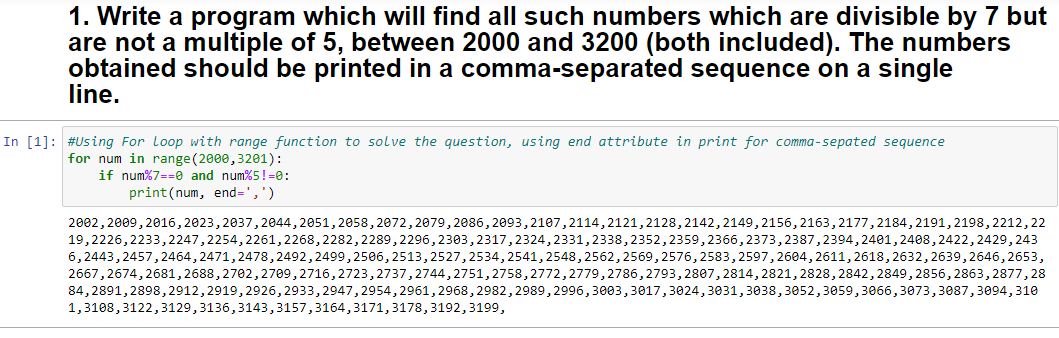 1. Write a program which will find all such numbers which are divisible by 7 but
are not a multiple of 5, between 2000 and 3200 (both included). The numbers
obtained should be printed in a comma-separated sequence on a single
line.
In [1]: #Using For loop with range function to solve the question, using end attribute in print for comma-sepated sequence
for num in range(2000,3201):
    if num%7==0 and num%5!=0:
        print(num, end=',')
2002,2009,2016,2023,2037,2044,2051,2058,2072,2079,2086,2093,2107,2114,2121,2128,2142,2149,2156,2163,2177,2184,2191,2198,2212,22
19,2226,2233,2247,2254,2261,2268,2282,2289,2296,2303,2317,2324,2331,2338,2352,2359,2366,2373,2387,2394,2401,2408,2422,2429,243
6,2443,2457,2464,2471,2478,2492,2499,2506,2513,2527,2534,2541,2548,2562,2569,2576,2583,2597,2604,2611,2618,2632,2639,2646,2653,
2667,2674,2681,2688,2702,2709,2716,2723,2737,2744,2751,2758,2772,2779,2786,2793,2807,2814,2821,2828,2842,2849,2856,2863,2877,28
84,2891,2898,2912,2919,2926,2933,2947,2954,2961,2968,2982,2989,2996,3003,3017,3024,3031,3038,3052,3059,3066,3073,3087,3094,310
1,3108,3122,3129,3136,3143,3157,3164,3171,3178,3192,3199,